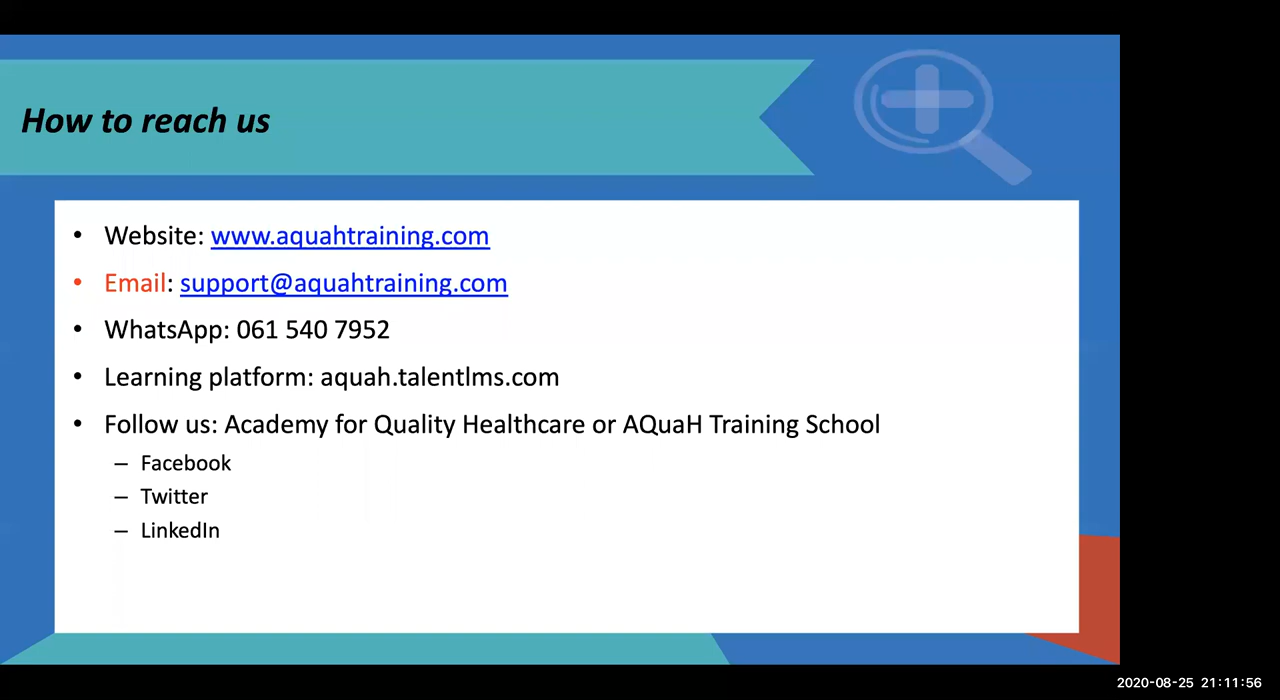 How to reach us
• Website: www.aquahtraining.com
• Email: support@aquahtraining.com
• WhatsApp: 061 540 7952
• Learning platform: aquah.talentlms.com
• Follow us: Academy for Quality Healthcare or AQuaH Training School
– Facebook
– Twitter
– LinkedIn
2020-08-25 21:11:56